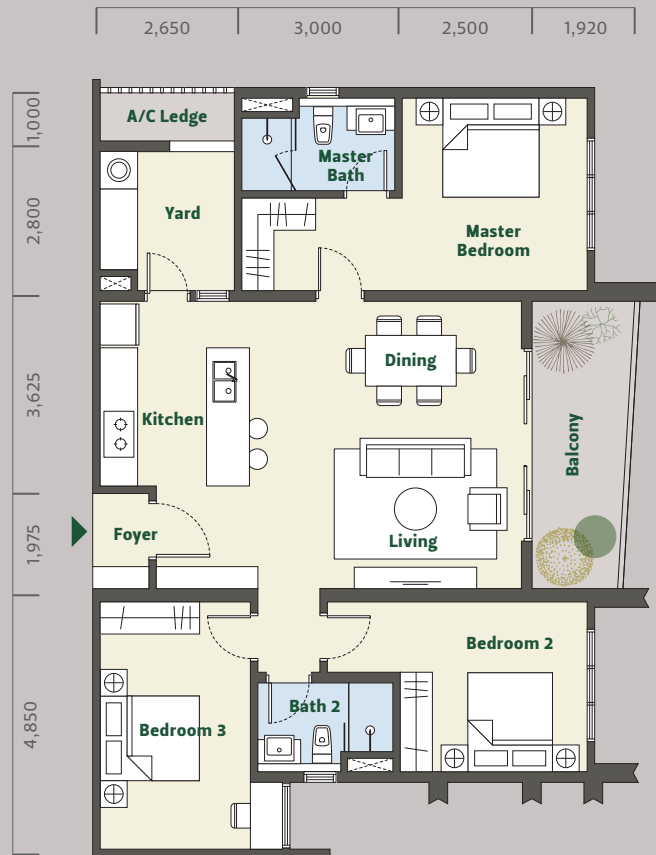 2,650
3,000
2,500
1,920
1,000
2,800
3,625
1,975
4,850
A/C Ledge
Master
Bath
Yard
Master
Bedroom
Dining
Kitchen
Balcony
Foyer
Living
Bedroom 2
Bath 2
Bedroom 3